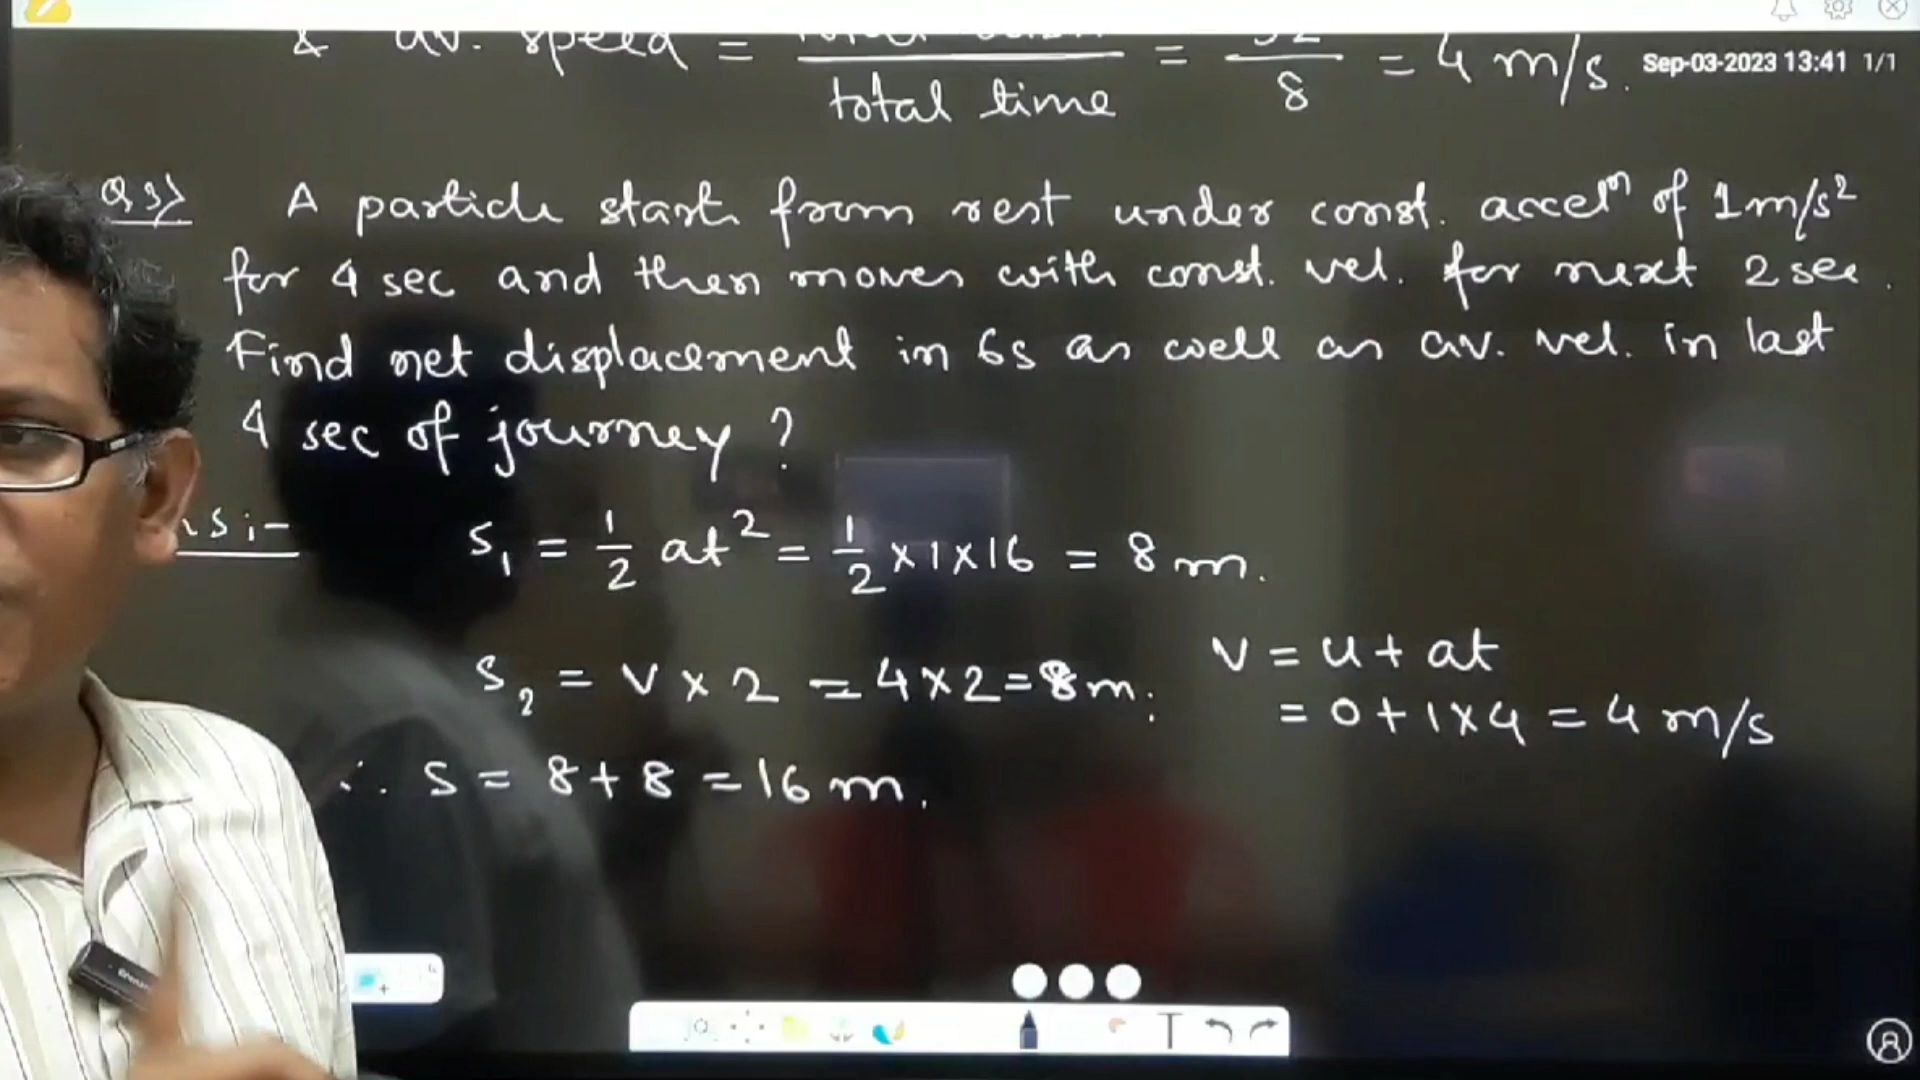 & av. speed = = = 4 m/s.
total time 8
Sep-03-2023 13:41 1/1
Q3) A particle start from rest under const. accelⁿ of 1m/s²
for 4 sec and then moves with const. vel. for next 2 sec.
Find net displacement in 6s as well as av. vel. in last
4 sec of journey?
s₁ = 1/2 at² = 1/2 × 1 × 16 = 8 m.
s₂ = v × 2 = 4 × 2 = 8 m.
v = u + at
= 0 + 1 × 4 = 4 m/s
∴ s = 8 + 8 = 16 m.